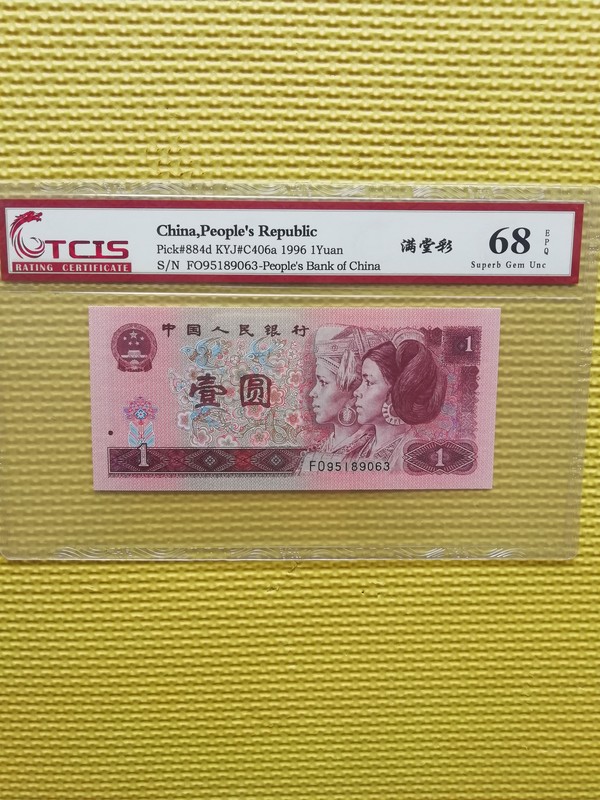 TCIS
RATING CERTIFICATE
China,People's Republic
Pick#884d KYJ#C406a 1996 1Yuan
S/N FO95189063-People's Bank of China
满堂彩
68
EPQ
Superb Gem Unc
中国人民银行
1
壹圆
1
FO95189063
1